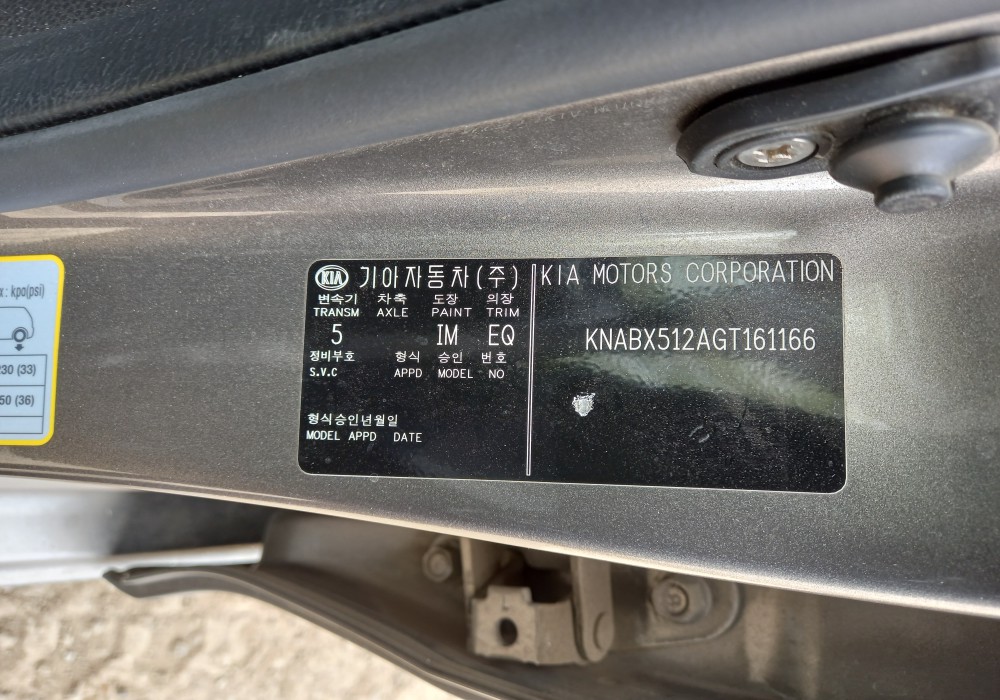 x : kpa(psi)
230 (33)
250 (36)
KIA 기아자동차(주)
변속기 차축 도장 의장
TRANSM AXLE PAINT TRIM
5 IM EQ
정비부호 형식 승인 번호
S.V.C APPD MODEL NO
형식승인년월일
MODEL APPD DATE
KIA MOTORS CORPORATION
KNABX512AGT161166